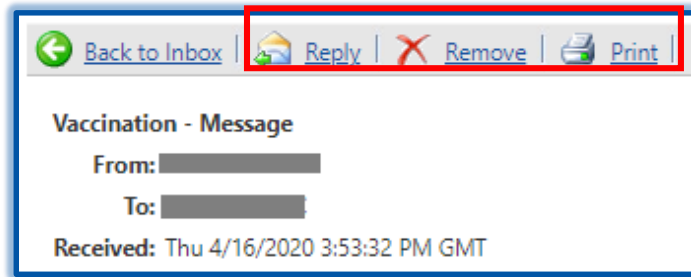 Back to Inbox | Reply | Remove | Print |
Vaccination - Message
From:
To:
Received: Thu 4/16/2020 3:53:32 PM GMT